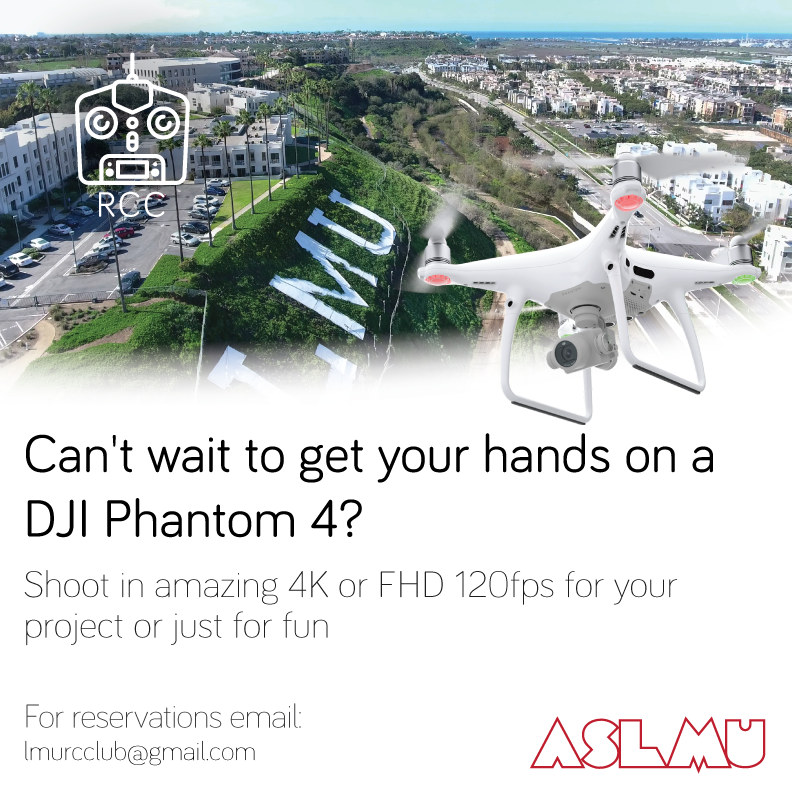 RCC
LMU
Can't wait to get your hands on a
DJI Phantom 4?
Shoot in amazing 4K or FHD 120fps for your
project or just for fun
For reservations email:
lmurcclub@gmail.com
ASLMU